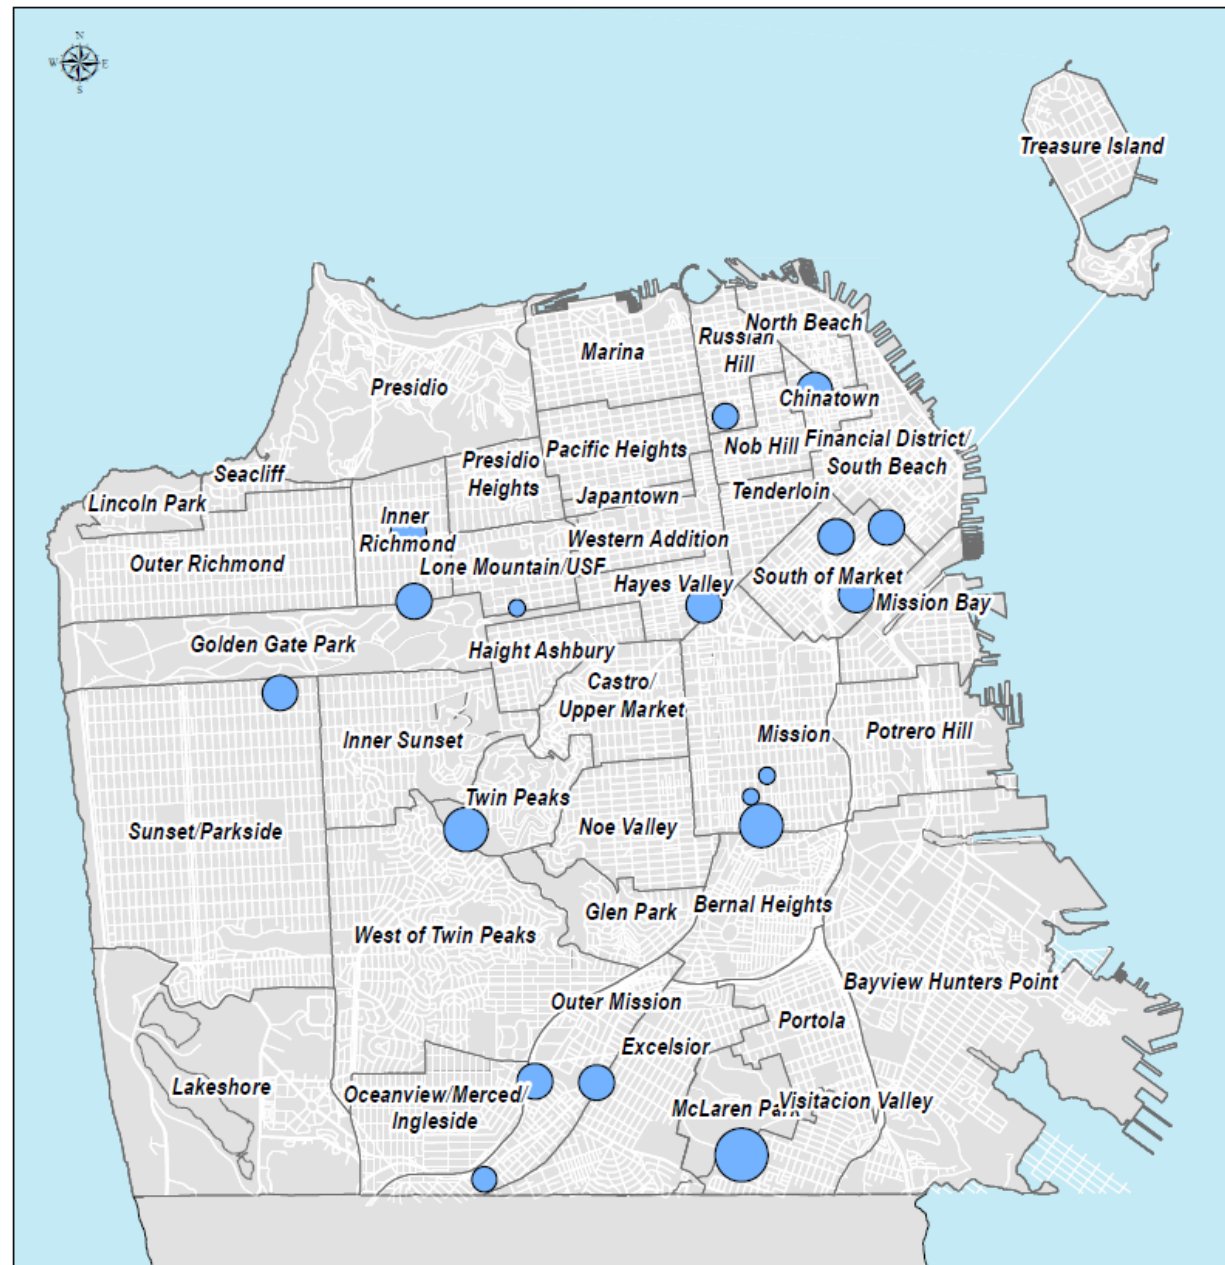 N
W E
S
Treasure Island
North Beach
Russian
Hill
Marina
Presidio
Chinatown
Nob Hill
Financial District/
South Beach
Pacific Heights
Presidio
Heights
Seacliff
Lincoln Park
Japantown
Tenderloin
Inner
Richmond
Outer Richmond
Lone Mountain/USF
Western Addition
Hayes Valley
South of Market
Mission Bay
Golden Gate Park
Haight Ashbury
Castro/
Upper Market
Inner Sunset
Mission
Potrero Hill
Twin Peaks
Sunset/Parkside
Noe Valley
Glen Park
Bernal Heights
West of Twin Peaks
Bayview Hunters Point
Outer Mission
Portola
Excelsior
Lakeshore
Oceanview/Merced/
Ingleside
McLaren Park
Visitacion Valley